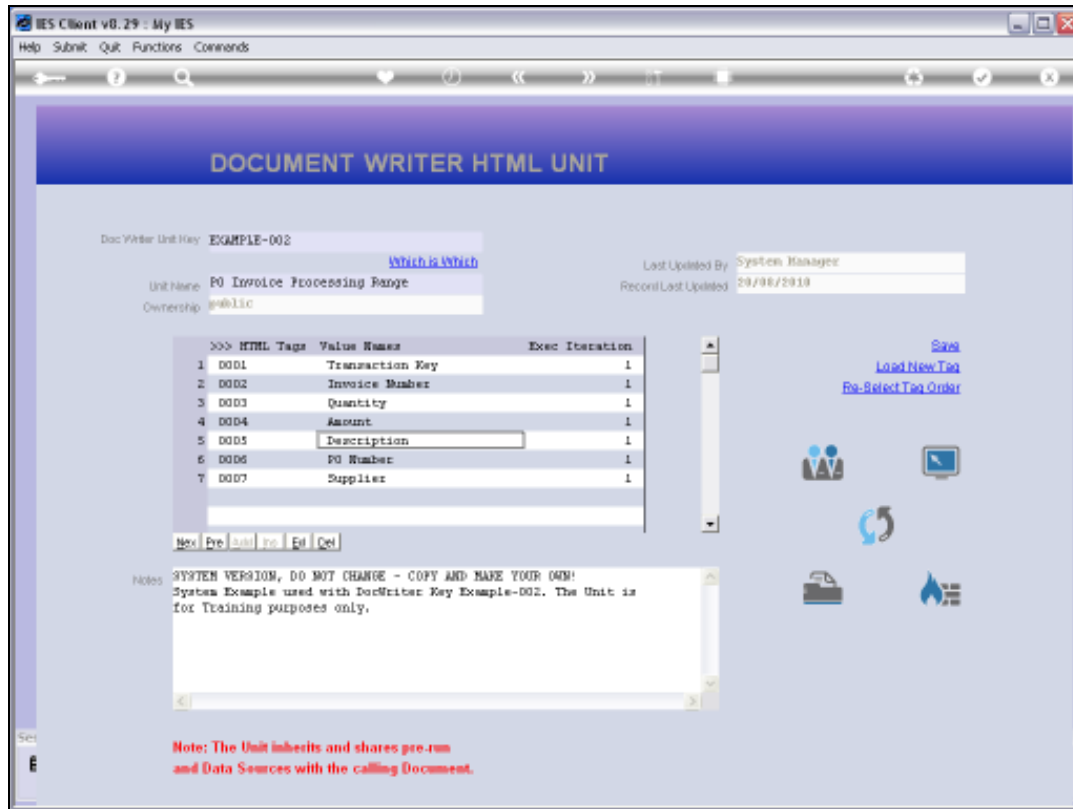 IES Client v8.29 : My IES
Help Submit Quit Functions Commands
DOCUMENT WRITER HTML UNIT
Doc Writer Unit Key EXAMPLE-002
Which is Which
Last Updated By System Manager
Unit Name PO Invoice Processing Range
Record Last Updated 20/08/2010
Ownership public
>>> HTML Tags Value Names Exec Iteration
1 0001 Transaction Key 1
2 0002 Invoice Number 1
3 0003 Quantity 1
4 0004 Amount 1
5 0005 Description 1
6 0006 PO Number 1
7 0007 Supplier 1
Save
Load New Tag
Re-Select Tag Order
Nex Pre Add Ins Ed Del
Notes SYSTEM VERSION, DO NOT CHANGE - COPY AND MAKE YOUR OWN!
System Example used with DocWriter Key Example-002. The Unit is
for Training purposes only.
Note: The Unit inherits and shares pre-run
and Data Sources with the calling Document.